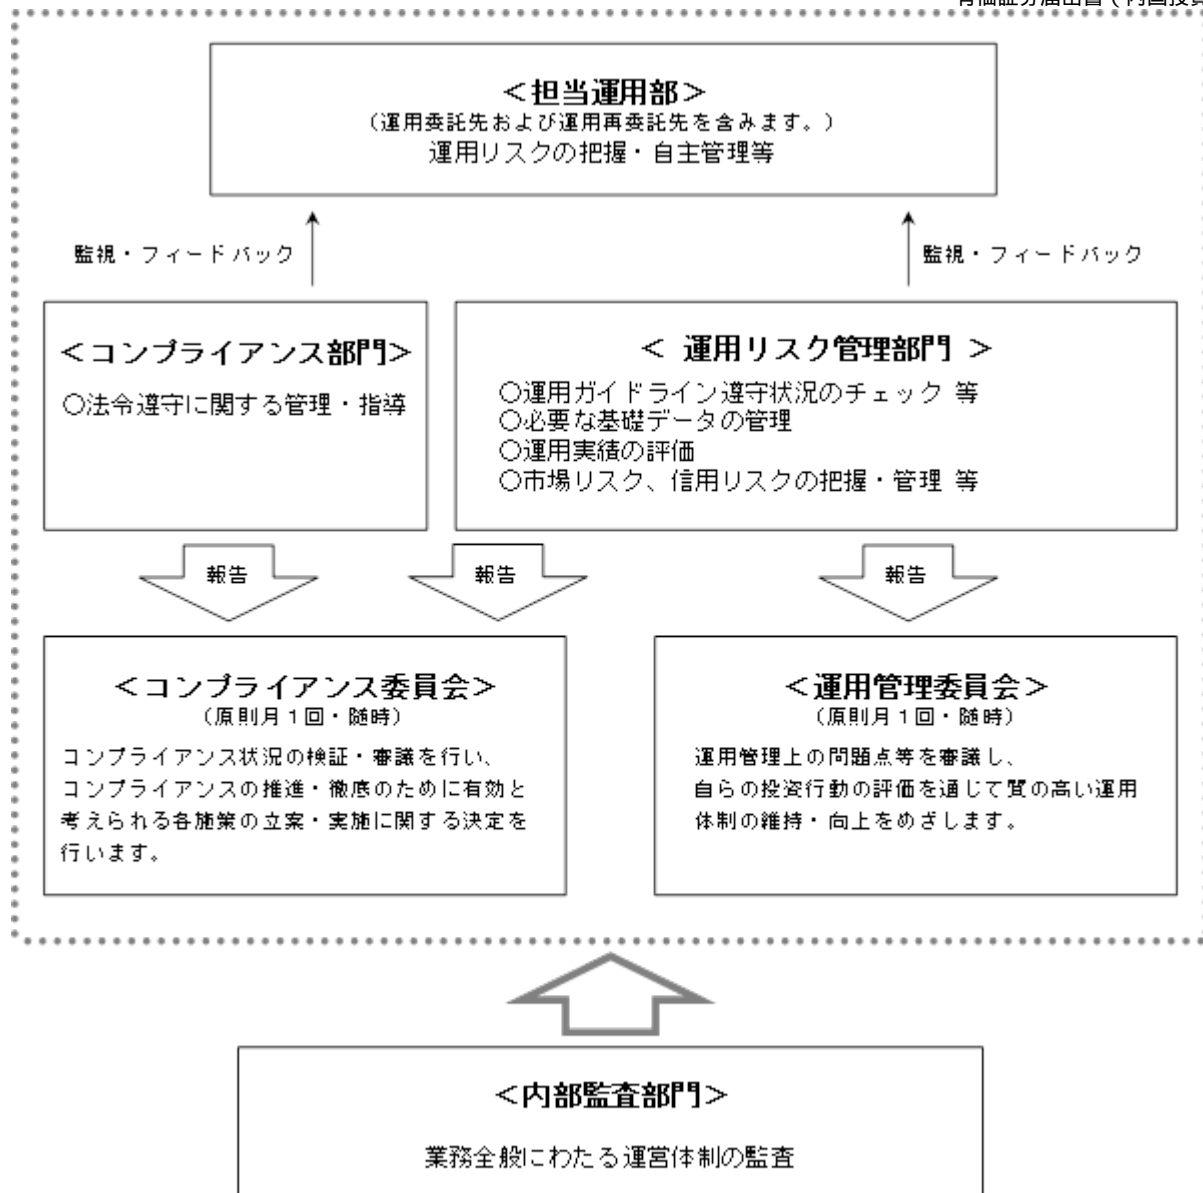 ＜担当運用部＞
（運用委託先および運用再委託先を含みます。）
運用リスクの把握・自主管理等
監視・フィードバック
監視・フィードバック
＜コンプライアンス部門＞
○法令遵守に関する管理・指導
＜ 運用リスク管理部門 ＞
○運用ガイドライン遵守状況のチェック 等
○必要な基礎データの管理
○運用実績の評価
○市場リスク、信用リスクの把握・管理 等
報告
報告
報告
＜コンプライアンス委員会＞
（原則月１回・随時）
コンプライアンス状況の検証・審議を行い、
コンプライアンスの推進・徹底のために有効と
考えられる各施策の立案・実施に関する決定を
行います。
＜運用管理委員会＞
（原則月１回・随時）
運用管理上の問題点等を審議し、
自らの投資行動の評価を通じて質の高い運用
体制の維持・向上をめざします。
＜内部監査部門＞
業務全般にわたる運営体制の監査